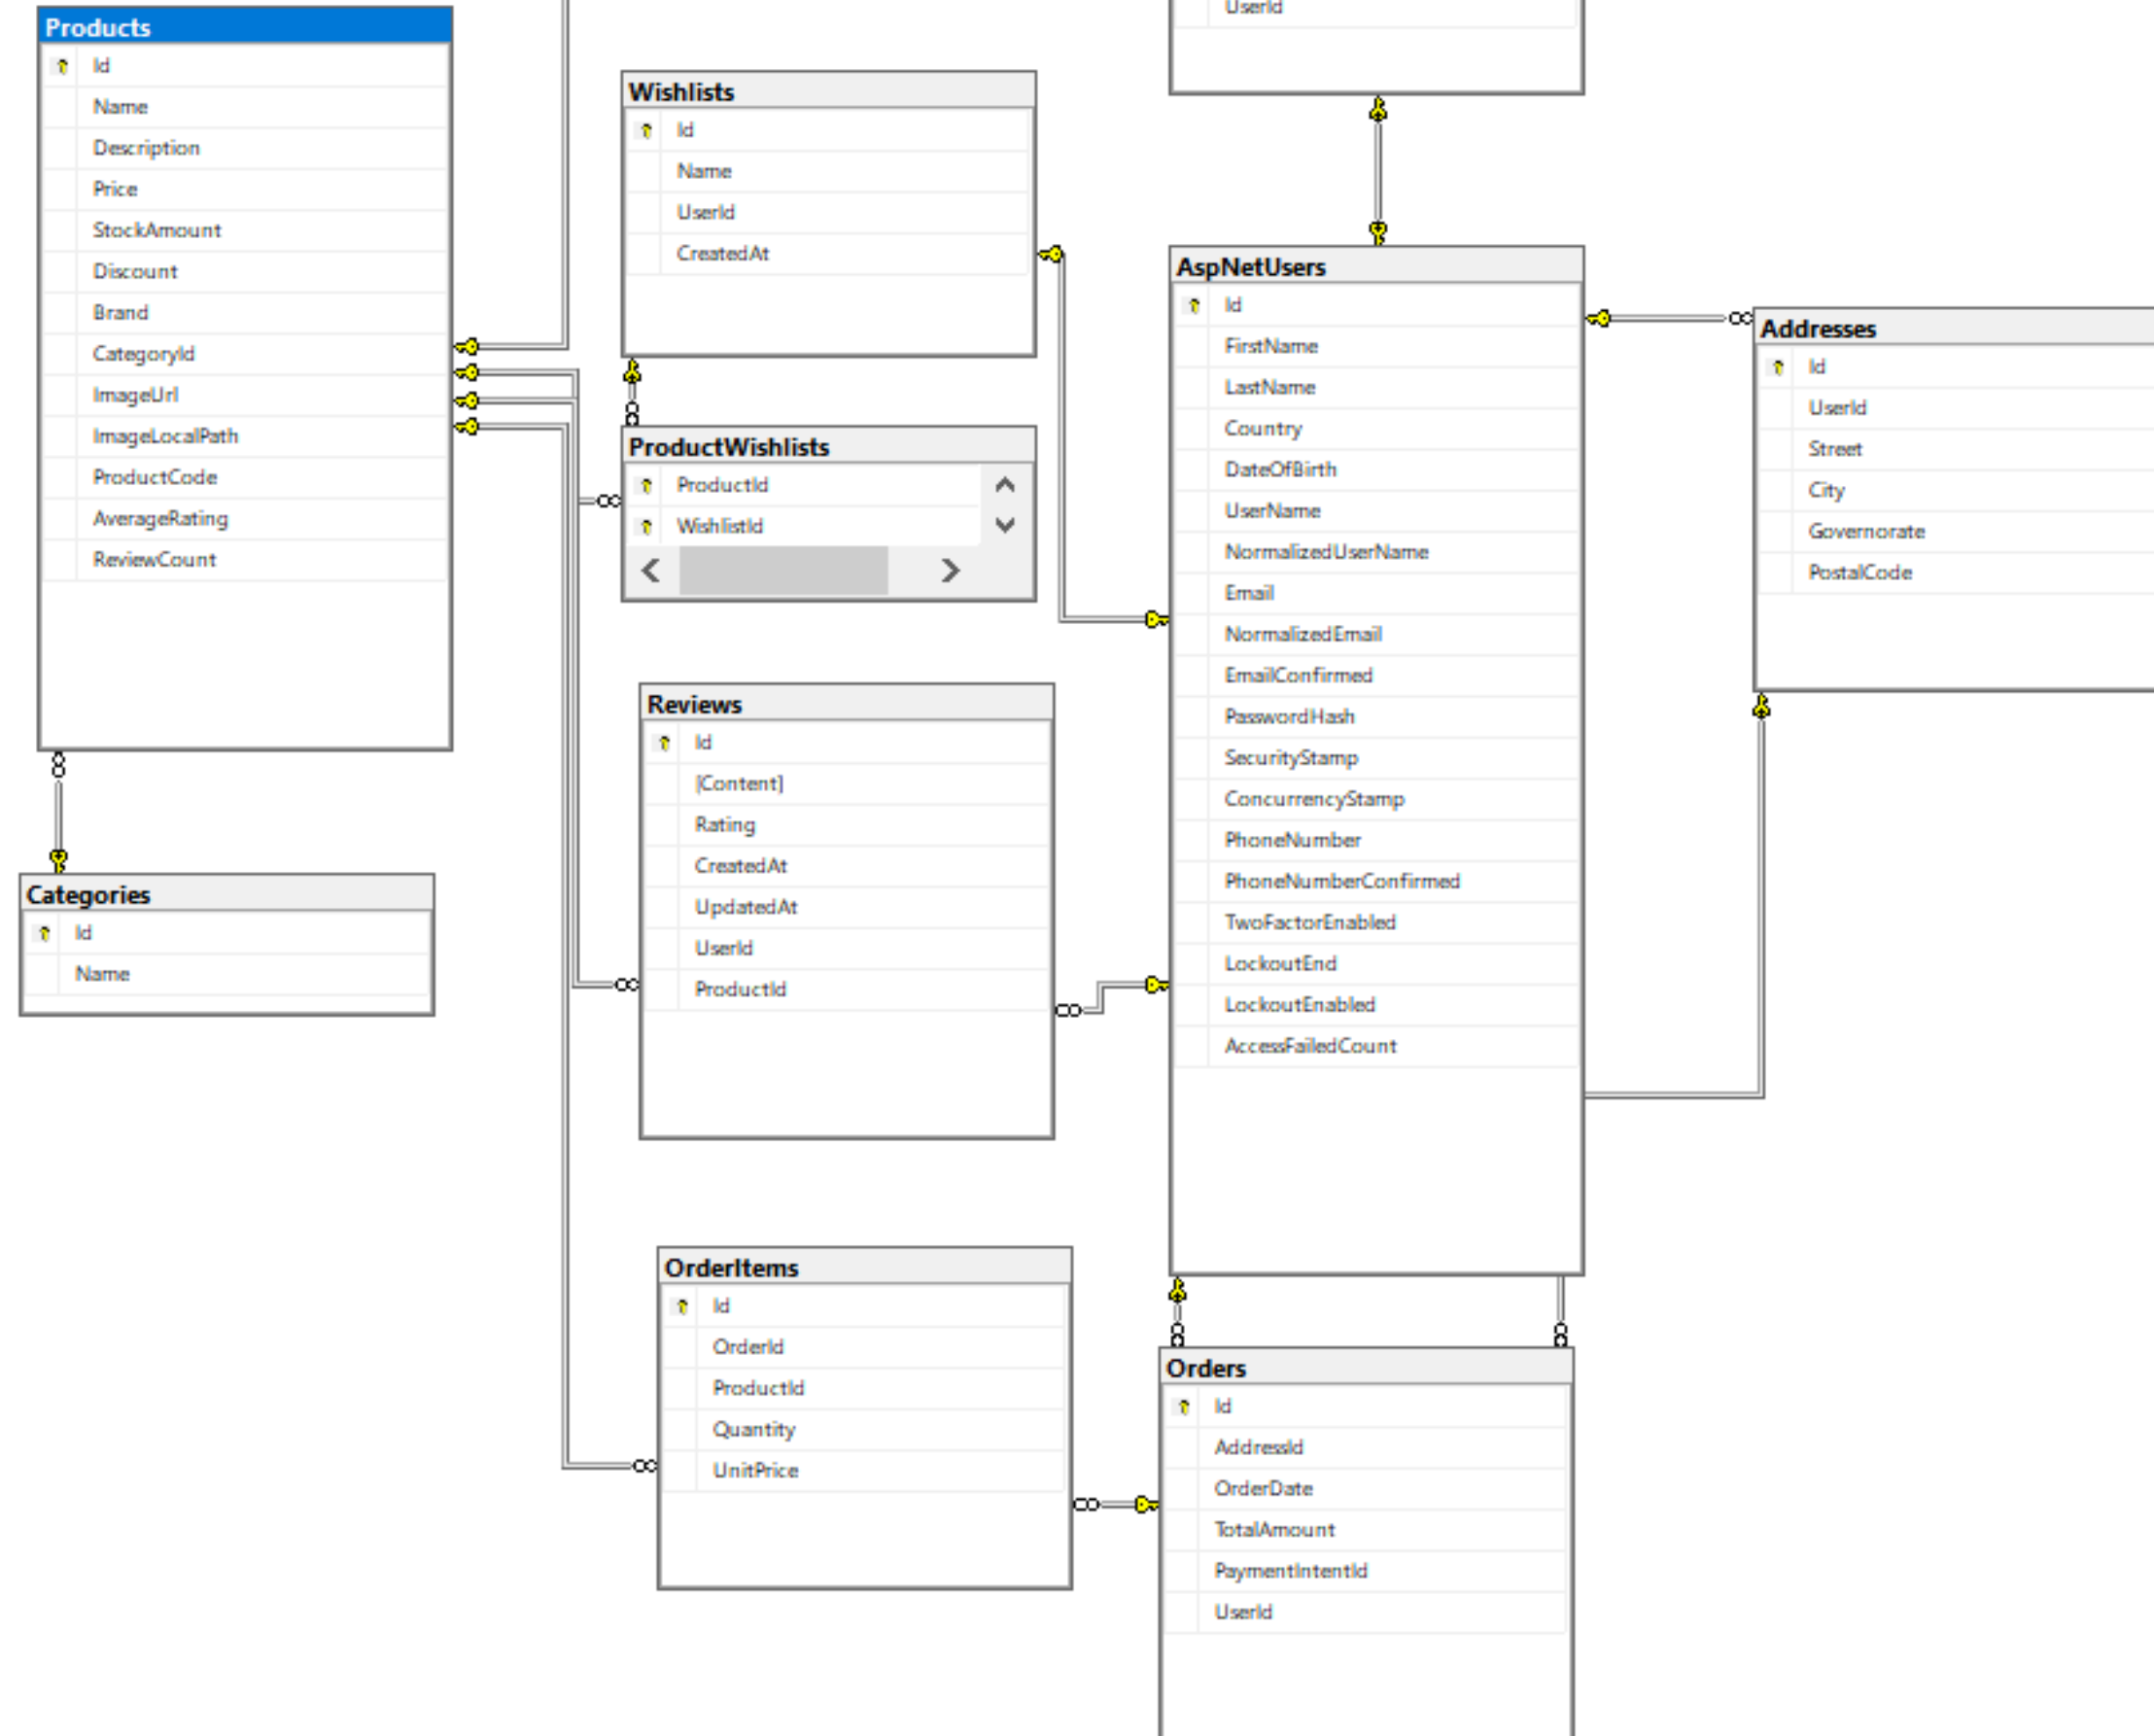 Products
Id
Name
Description
Price
StockAmount
Discount
Brand
CategoryId
ImageUrl
ImageLocalPath
ProductCode
AverageRating
ReviewCount
Categories
Id
Name
Wishlists
Id
Name
UserId
CreatedAt
ProductWishlists
ProductId
WishlistId
Reviews
Id
[Content]
Rating
CreatedAt
UpdatedAt
UserId
ProductId
OrderItems
Id
OrderId
ProductId
Quantity
UnitPrice
UserId
AspNetUsers
Id
FirstName
LastName
Country
DateOfBirth
UserName
NormalizedUserName
Email
NormalizedEmail
EmailConfirmed
PasswordHash
SecurityStamp
ConcurrencyStamp
PhoneNumber
PhoneNumberConfirmed
TwoFactorEnabled
LockoutEnd
LockoutEnabled
AccessFailedCount
Orders
Id
AddressId
OrderDate
TotalAmount
PaymentIntentId
UserId
Addresses
Id
UserId
Street
City
Governorate
PostalCode